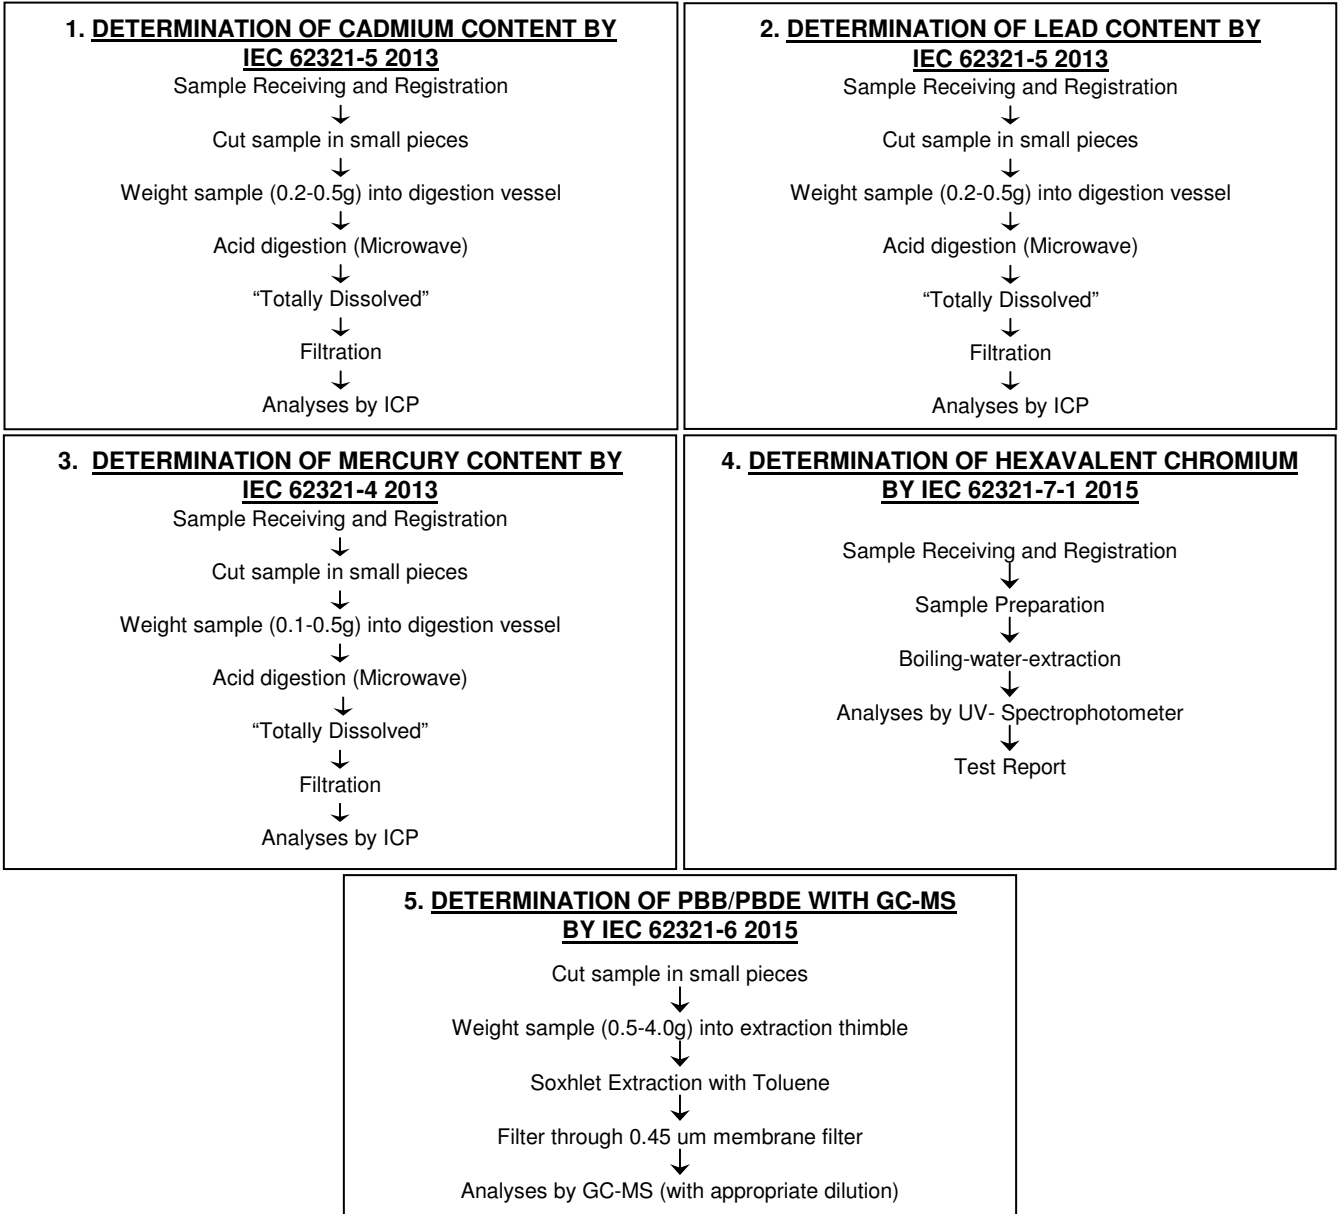 1. DETERMINATION OF CADMIUM CONTENT BY
IEC 62321-5 2013
Sample Receiving and Registration
Cut sample in small pieces
Weight sample (0.2-0.5g) into digestion vessel
Acid digestion (Microwave)
“Totally Dissolved”
Filtration
Analyses by ICP
2. DETERMINATION OF LEAD CONTENT BY
IEC 62321-5 2013
Sample Receiving and Registration
Cut sample in small pieces
Weight sample (0.2-0.5g) into digestion vessel
Acid digestion (Microwave)
“Totally Dissolved”
Filtration
Analyses by ICP
3. DETERMINATION OF MERCURY CONTENT BY
IEC 62321-4 2013
Sample Receiving and Registration
Cut sample in small pieces
Weight sample (0.1-0.5g) into digestion vessel
Acid digestion (Microwave)
“Totally Dissolved”
Filtration
Analyses by ICP
4. DETERMINATION OF HEXAVALENT CHROMIUM
BY IEC 62321-7-1 2015
Sample Receiving and Registration
Sample Preparation
Boiling-water-extraction
Analyses by UV- Spectrophotometer
Test Report
5. DETERMINATION OF PBB/PBDE WITH GC-MS
BY IEC 62321-6 2015
Cut sample in small pieces
Weight sample (0.5-4.0g) into extraction thimble
Soxhlet Extraction with Toluene
Filter through 0.45 um membrane filter
Analyses by GC-MS (with appropriate dilution)